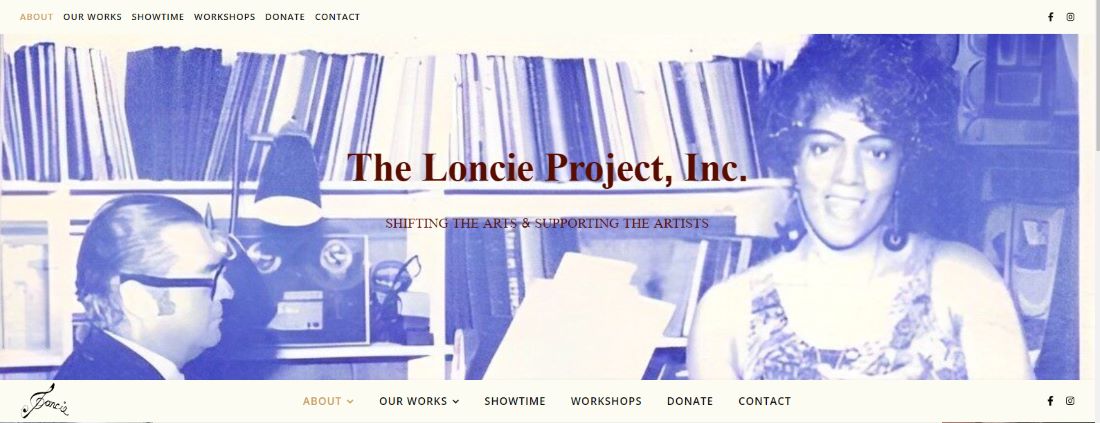 ABOUT OUR WORKS SHOWTIME WORKSHOPS DONATE CONTACT
The Loncie Project, Inc.
SHIFTING THE ARTS & SUPPORTING THE ARTISTS
Loncie
ABOUT OUR WORKS SHOWTIME WORKSHOPS DONATE CONTACT